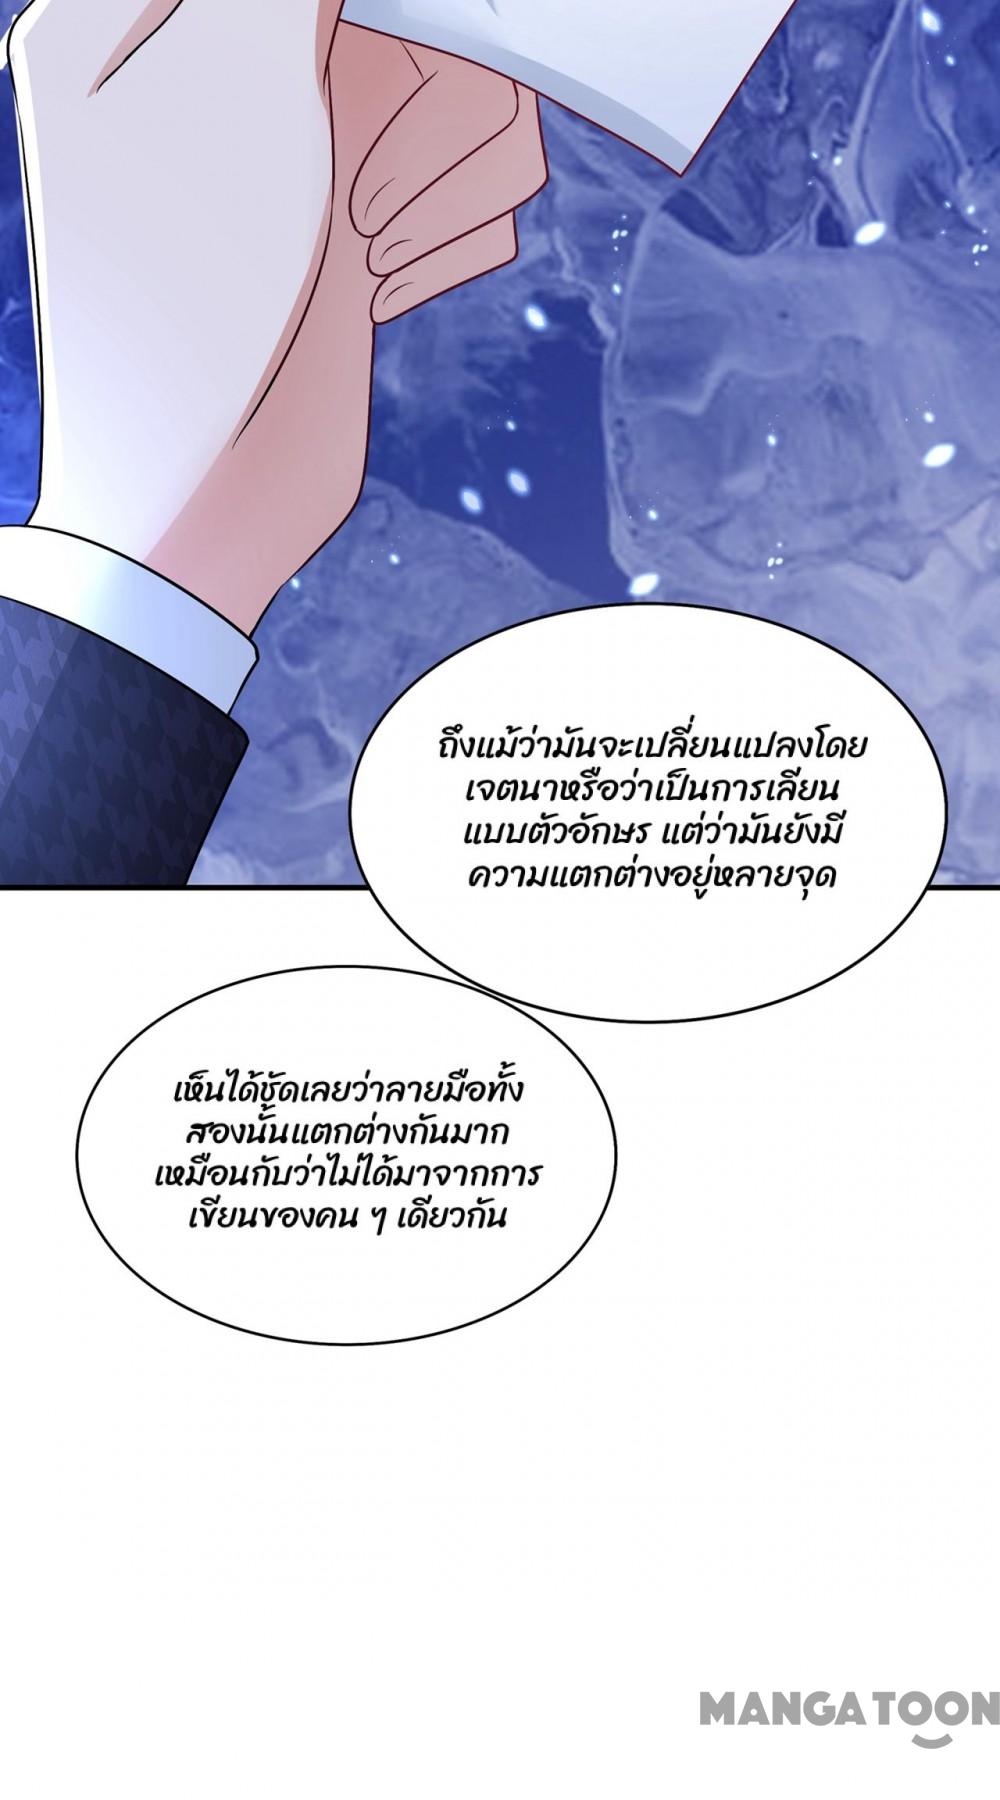 ถึงแม้ว่ามันจะเปลี่ยนแปลงโดย
เจตนาหรือว่าเป็นการเลียน
แบบตัวอักษร แต่ว่ามันยังมี
ความแตกต่างอยู่หลายจุด
เห็นได้ชัดเลยว่าลายมือทั้ง
สองนั้นแตกต่างกันมาก
เหมือนกับว่าไม่ได้มาจากการ
เขียนของคน ๆ เดียวกัน
MANGATOON